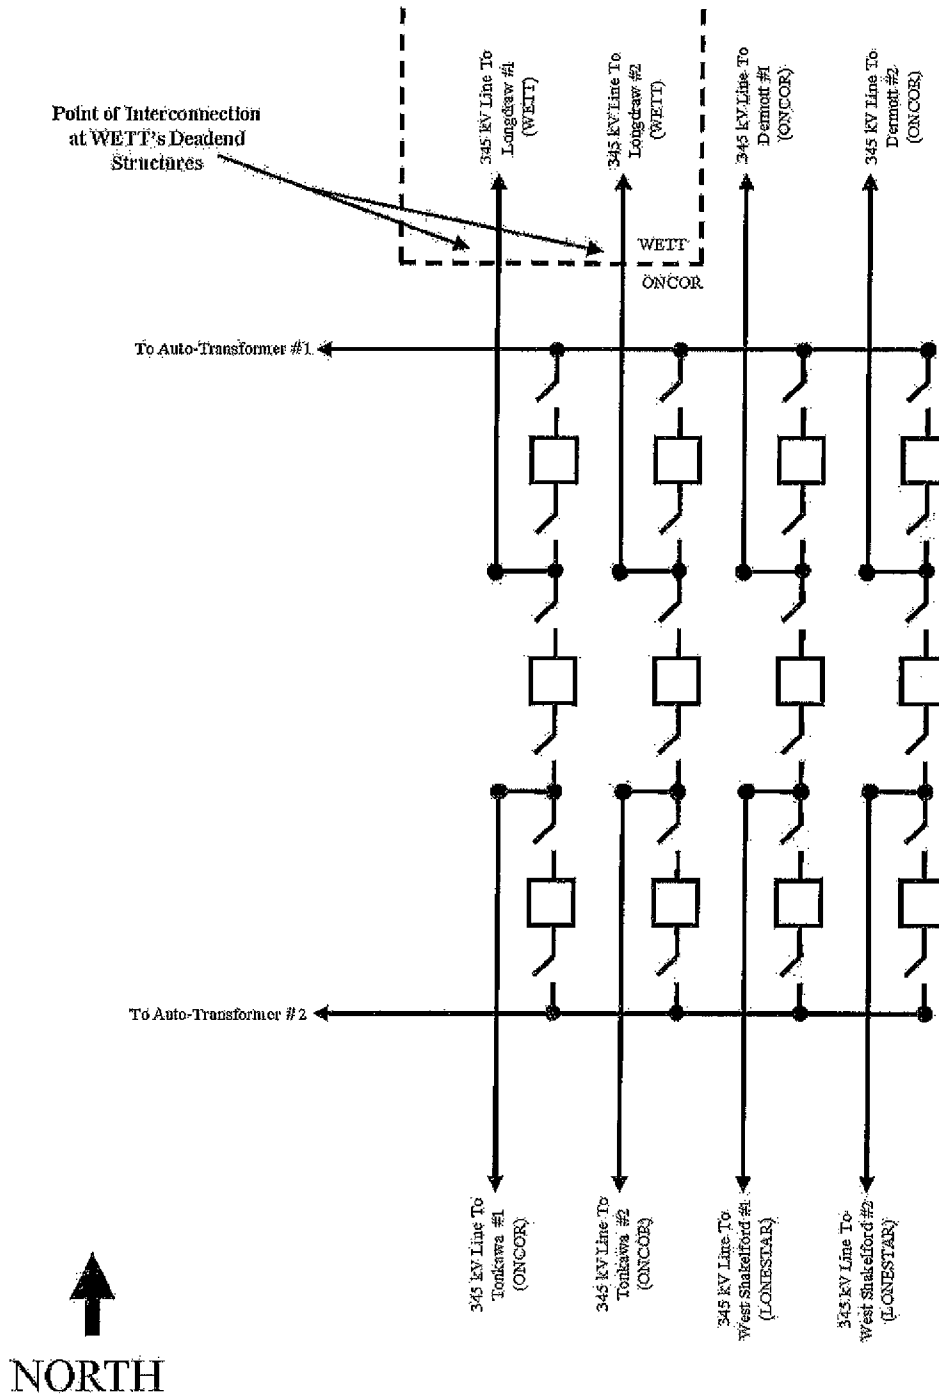 345 kV Line To
Longdraw #1
(WETT)
345 kV Line To
Longdraw #2
(WETT)
345 kV Line To
Dermott #1
(ONCOR)
345 kV Line To
Dermott #2
(ONCOR)
Point of Interconnection
at WETT's Deadend
Structures
WETT
ONCOR
To Auto-Transformer #1
To Auto-Transformer #2
345 kV Line To
Tonkawa #1
(ONCOR)
345 kV Line To
Tonkawa #2
(ONCOR)
345 kV Line To
West Shakelford #1
(LONESTAR)
345 kV Line To
West Shakelford #2
(LONESTAR)
NORTH